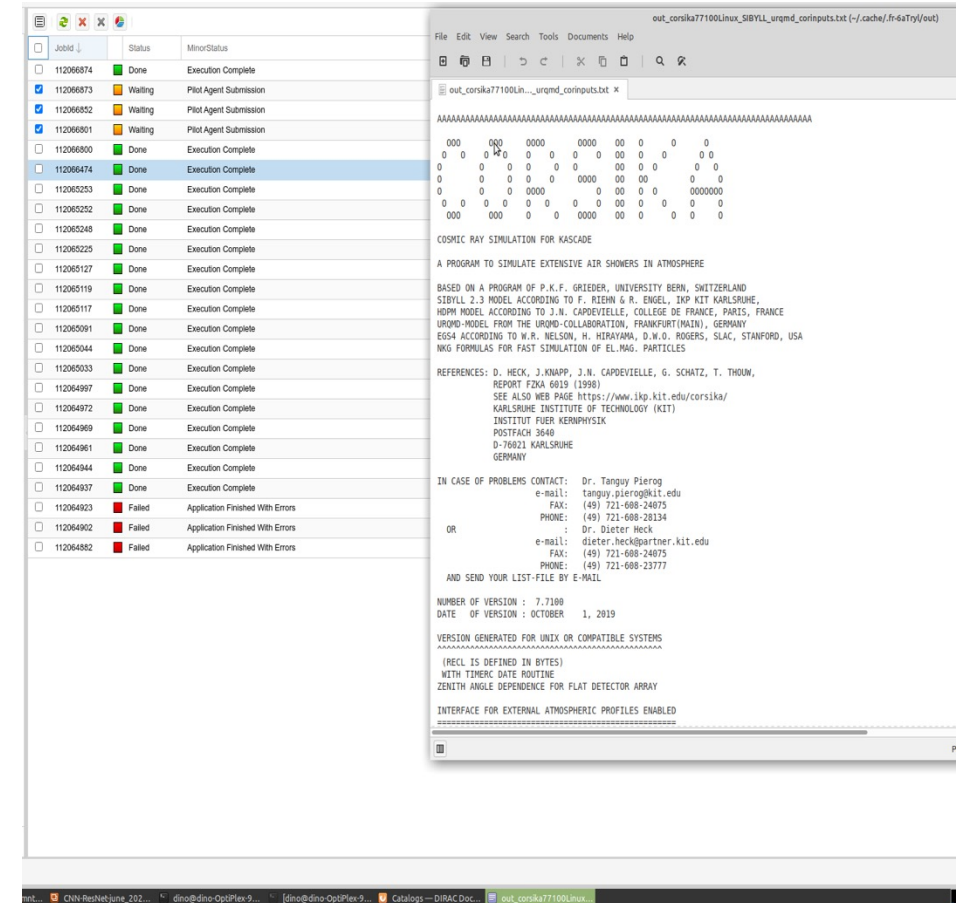 JobId ↓ Status MinorStatus
112066874 Done Execution Complete
112066873 Waiting Pilot Agent Submission
112066852 Waiting Pilot Agent Submission
112066801 Waiting Pilot Agent Submission
112066800 Done Execution Complete
112066474 Done Execution Complete
112065253 Done Execution Complete
112065252 Done Execution Complete
112065248 Done Execution Complete
112065225 Done Execution Complete
112065127 Done Execution Complete
112065119 Done Execution Complete
112065117 Done Execution Complete
112065091 Done Execution Complete
112065044 Done Execution Complete
112065033 Done Execution Complete
112064997 Done Execution Complete
112064972 Done Execution Complete
112064969 Done Execution Complete
112064961 Done Execution Complete
112064944 Done Execution Complete
112064937 Done Execution Complete
112064923 Failed Application Finished With Errors
112064902 Failed Application Finished With Errors
112064882 Failed Application Finished With Errors
out_corsika77100Linux_SIBYLL_urqmd_corinputs.txt (~/.cache/.fr-6aTryl/out)
File Edit View Search Tools Documents Help
out_corsika77100Lin..._urqmd_corinputs.txt ×
CORSIKA
COSMIC RAY SIMULATION FOR KASCADE
A PROGRAM TO SIMULATE EXTENSIVE AIR SHOWERS IN ATMOSPHERE
BASED ON A PROGRAM OF P.K.F. GRIEDER, UNIVERSITY BERN, SWITZERLAND
SIBYLL 2.3 MODEL ACCORDING TO F. RIEHN & R. ENGEL, IKP KIT KARLSRUHE,
HDPM MODEL ACCORDING TO J.N. CAPDEVIELLE, COLLEGE DE FRANCE, PARIS, FRANCE
URQMD-MODEL FROM THE URQMD-COLLABORATION, FRANKFURT(MAIN), GERMANY
EGS4 ACCORDING TO W.R. NELSON, H. HIRAYAMA, D.W.O. ROGERS, SLAC, STANFORD, USA
NKG FORMULAS FOR FAST SIMULATION OF EL.MAG. PARTICLES
REFERENCES: D. HECK, J.KNAPP, J.N. CAPDEVIELLE, G. SCHATZ, T. THOUW,
REPORT FZKA 6019 (1998)
SEE ALSO WEB PAGE https://www.ikp.kit.edu/corsika/
KARLSRUHE INSTITUTE OF TECHNOLOGY (KIT)
INSTITUT FUER KERNPHYSIK
POSTFACH 3640
D-76021 KARLSRUHE
GERMANY
IN CASE OF PROBLEMS CONTACT: Dr. Tanguy Pierog
e-mail: tanguy.pierog@kit.edu
FAX: (49) 721-608-24075
PHONE: (49) 721-608-28134
OR : Dr. Dieter Heck
e-mail: dieter.heck@partner.kit.edu
FAX: (49) 721-608-24075
PHONE: (49) 721-608-23777
AND SEND YOUR LIST-FILE BY E-MAIL
NUMBER OF VERSION : 7.7100
DATE OF VERSION : OCTOBER 1, 2019
VERSION GENERATED FOR UNIX OR COMPATIBLE SYSTEMS
^^^^^^^^^^^^^^^^^^^^^^^^^^^^^^^^^^^^^^^^^^^^^^^^
(RECL IS DEFINED IN BYTES)
WITH TIMERC DATE ROUTINE
ZENITH ANGLE DEPENDENCE FOR FLAT DETECTOR ARRAY
INTERFACE FOR EXTERNAL ATMOSPHERIC PROFILES ENABLED
===================================================
mnt... CNN-ResNet-june_202... dino@dino-OptiPlex-9... [dino@dino-OptiPlex-9... Catalogs — DIRAC Doc... out_corsika77100Linux...